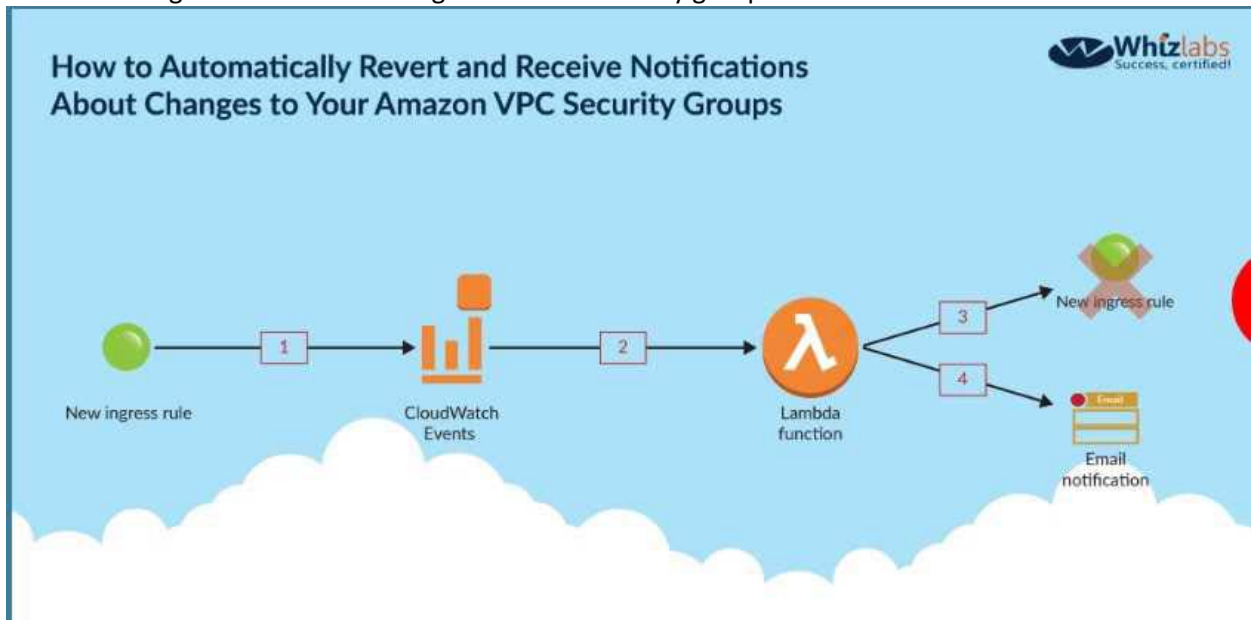 How to Automatically Revert and Receive Notifications
About Changes to Your Amazon VPC Security Groups
Whizlabs
Success, certified!
New ingress rule
1
CloudWatch
Events
2
λ
Lambda
function
3
New ingress rule
4
Email
Email
notification